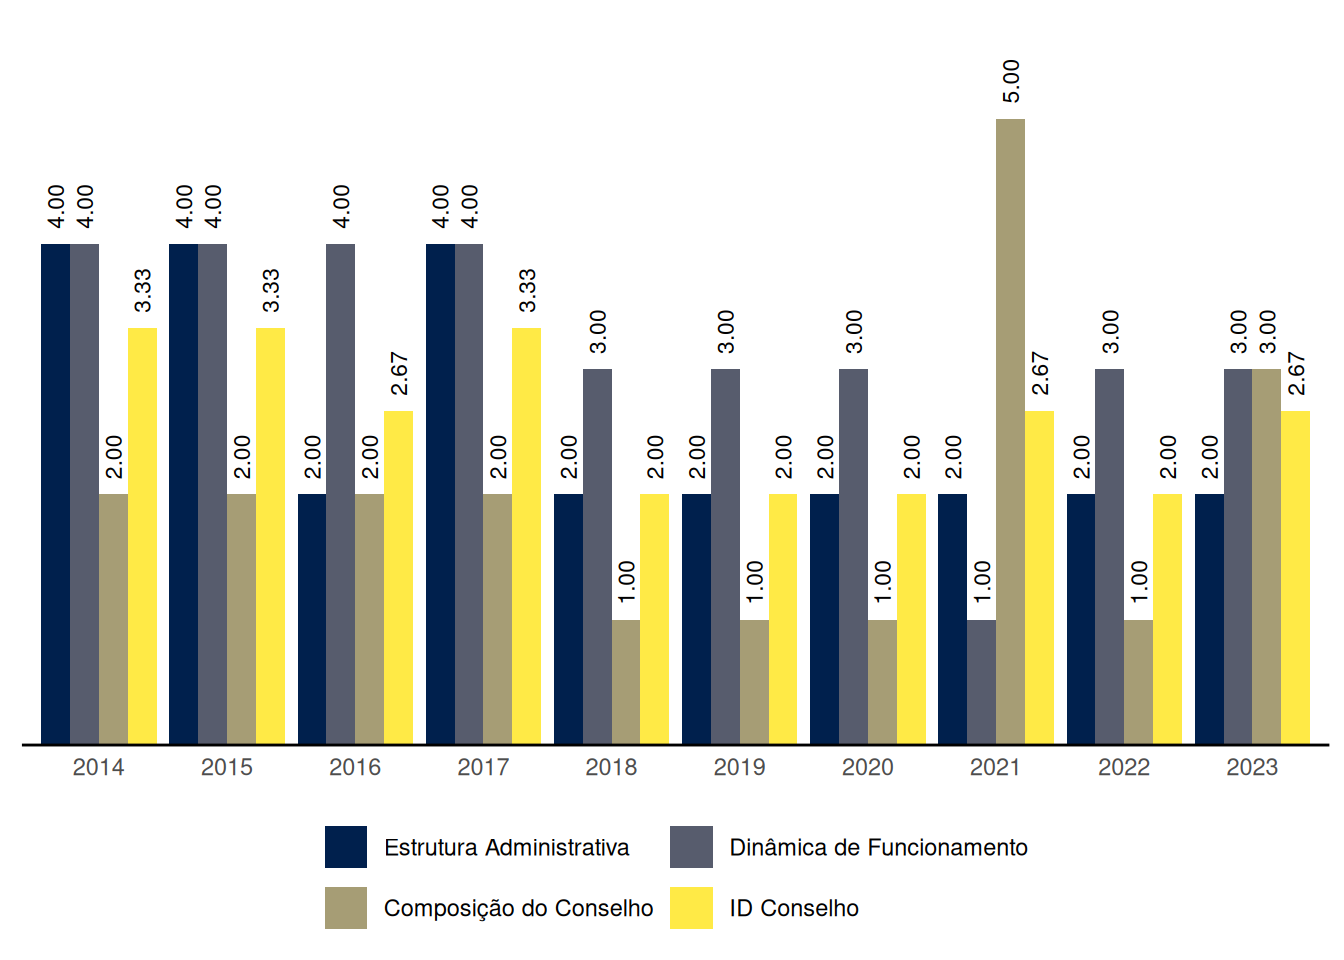 5.00
4.00 4.00 4.00 4.00 4.00 4.00 4.00
3.33 3.33 3.33
3.00 3.00 3.00 3.00 3.00 3.00
2.67 2.67 2.67
2.00 2.00 2.00 2.00 2.00 2.00 2.00 2.00 2.00 2.00 2.00 2.00 2.00 2.00
1.00 1.00 1.00 1.00 1.00
2014 2015 2016 2017 2018 2019 2020 2021 2022 2023
Estrutura Administrativa Dinâmica de Funcionamento
Composição do Conselho ID Conselho